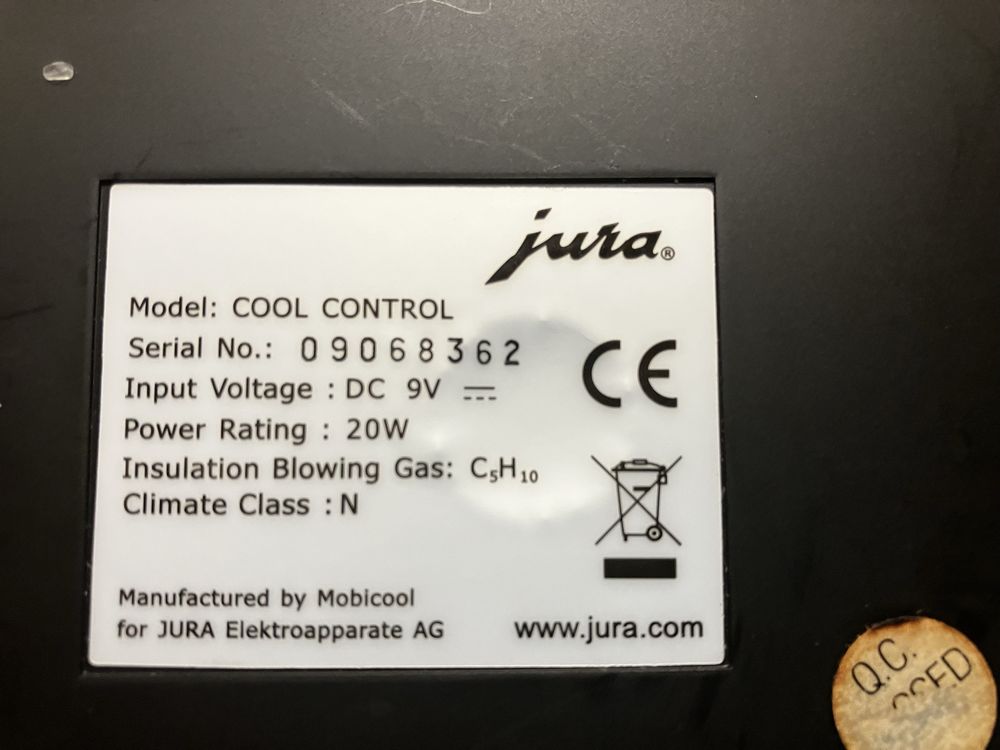 jura®
Model: COOL CONTROL
Serial No.: 09068362
Input Voltage : DC 9V
Power Rating : 20W
Insulation Blowing Gas: C₅H₁₀
Climate Class : N
CE
Manufactured by Mobicool
for JURA Elektroapparate AG
www.jura.com
Q.C.